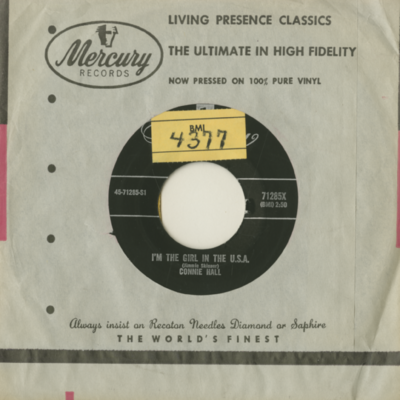 LIVING PRESENCE CLASSICS
Mercury
RECORDS
THE ULTIMATE IN HIGH FIDELITY
NOW PRESSED ON 100% PURE VINYL
BMI
4377
45-71285-S1
71285X
I'M THE GIRL IN THE U.S.A.
CONNIE HALL
Always insist on Recoton Needles Diamond or Saphire
THE WORLD'S FINEST